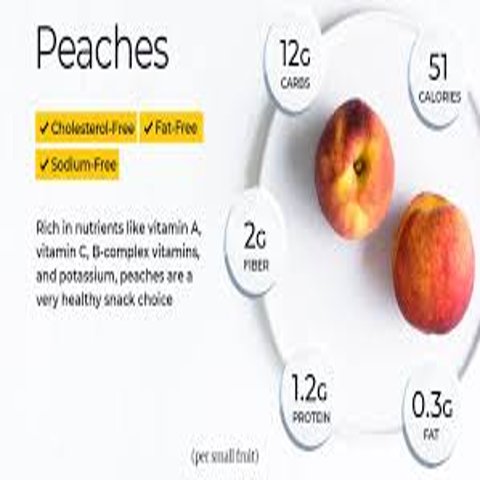 Peaches
✓ Cholesterol-Free ✓ Fat-Free
✓ Sodium-Free
Rich in nutrients like vitamin A,
vitamin C, B-complex vitamins,
and potassium, peaches are a
very healthy snack choice
12G
CARBS
51
CALORIES
2G
FIBER
1.2G
PROTEIN
0.3G
FAT
(per small fruit)